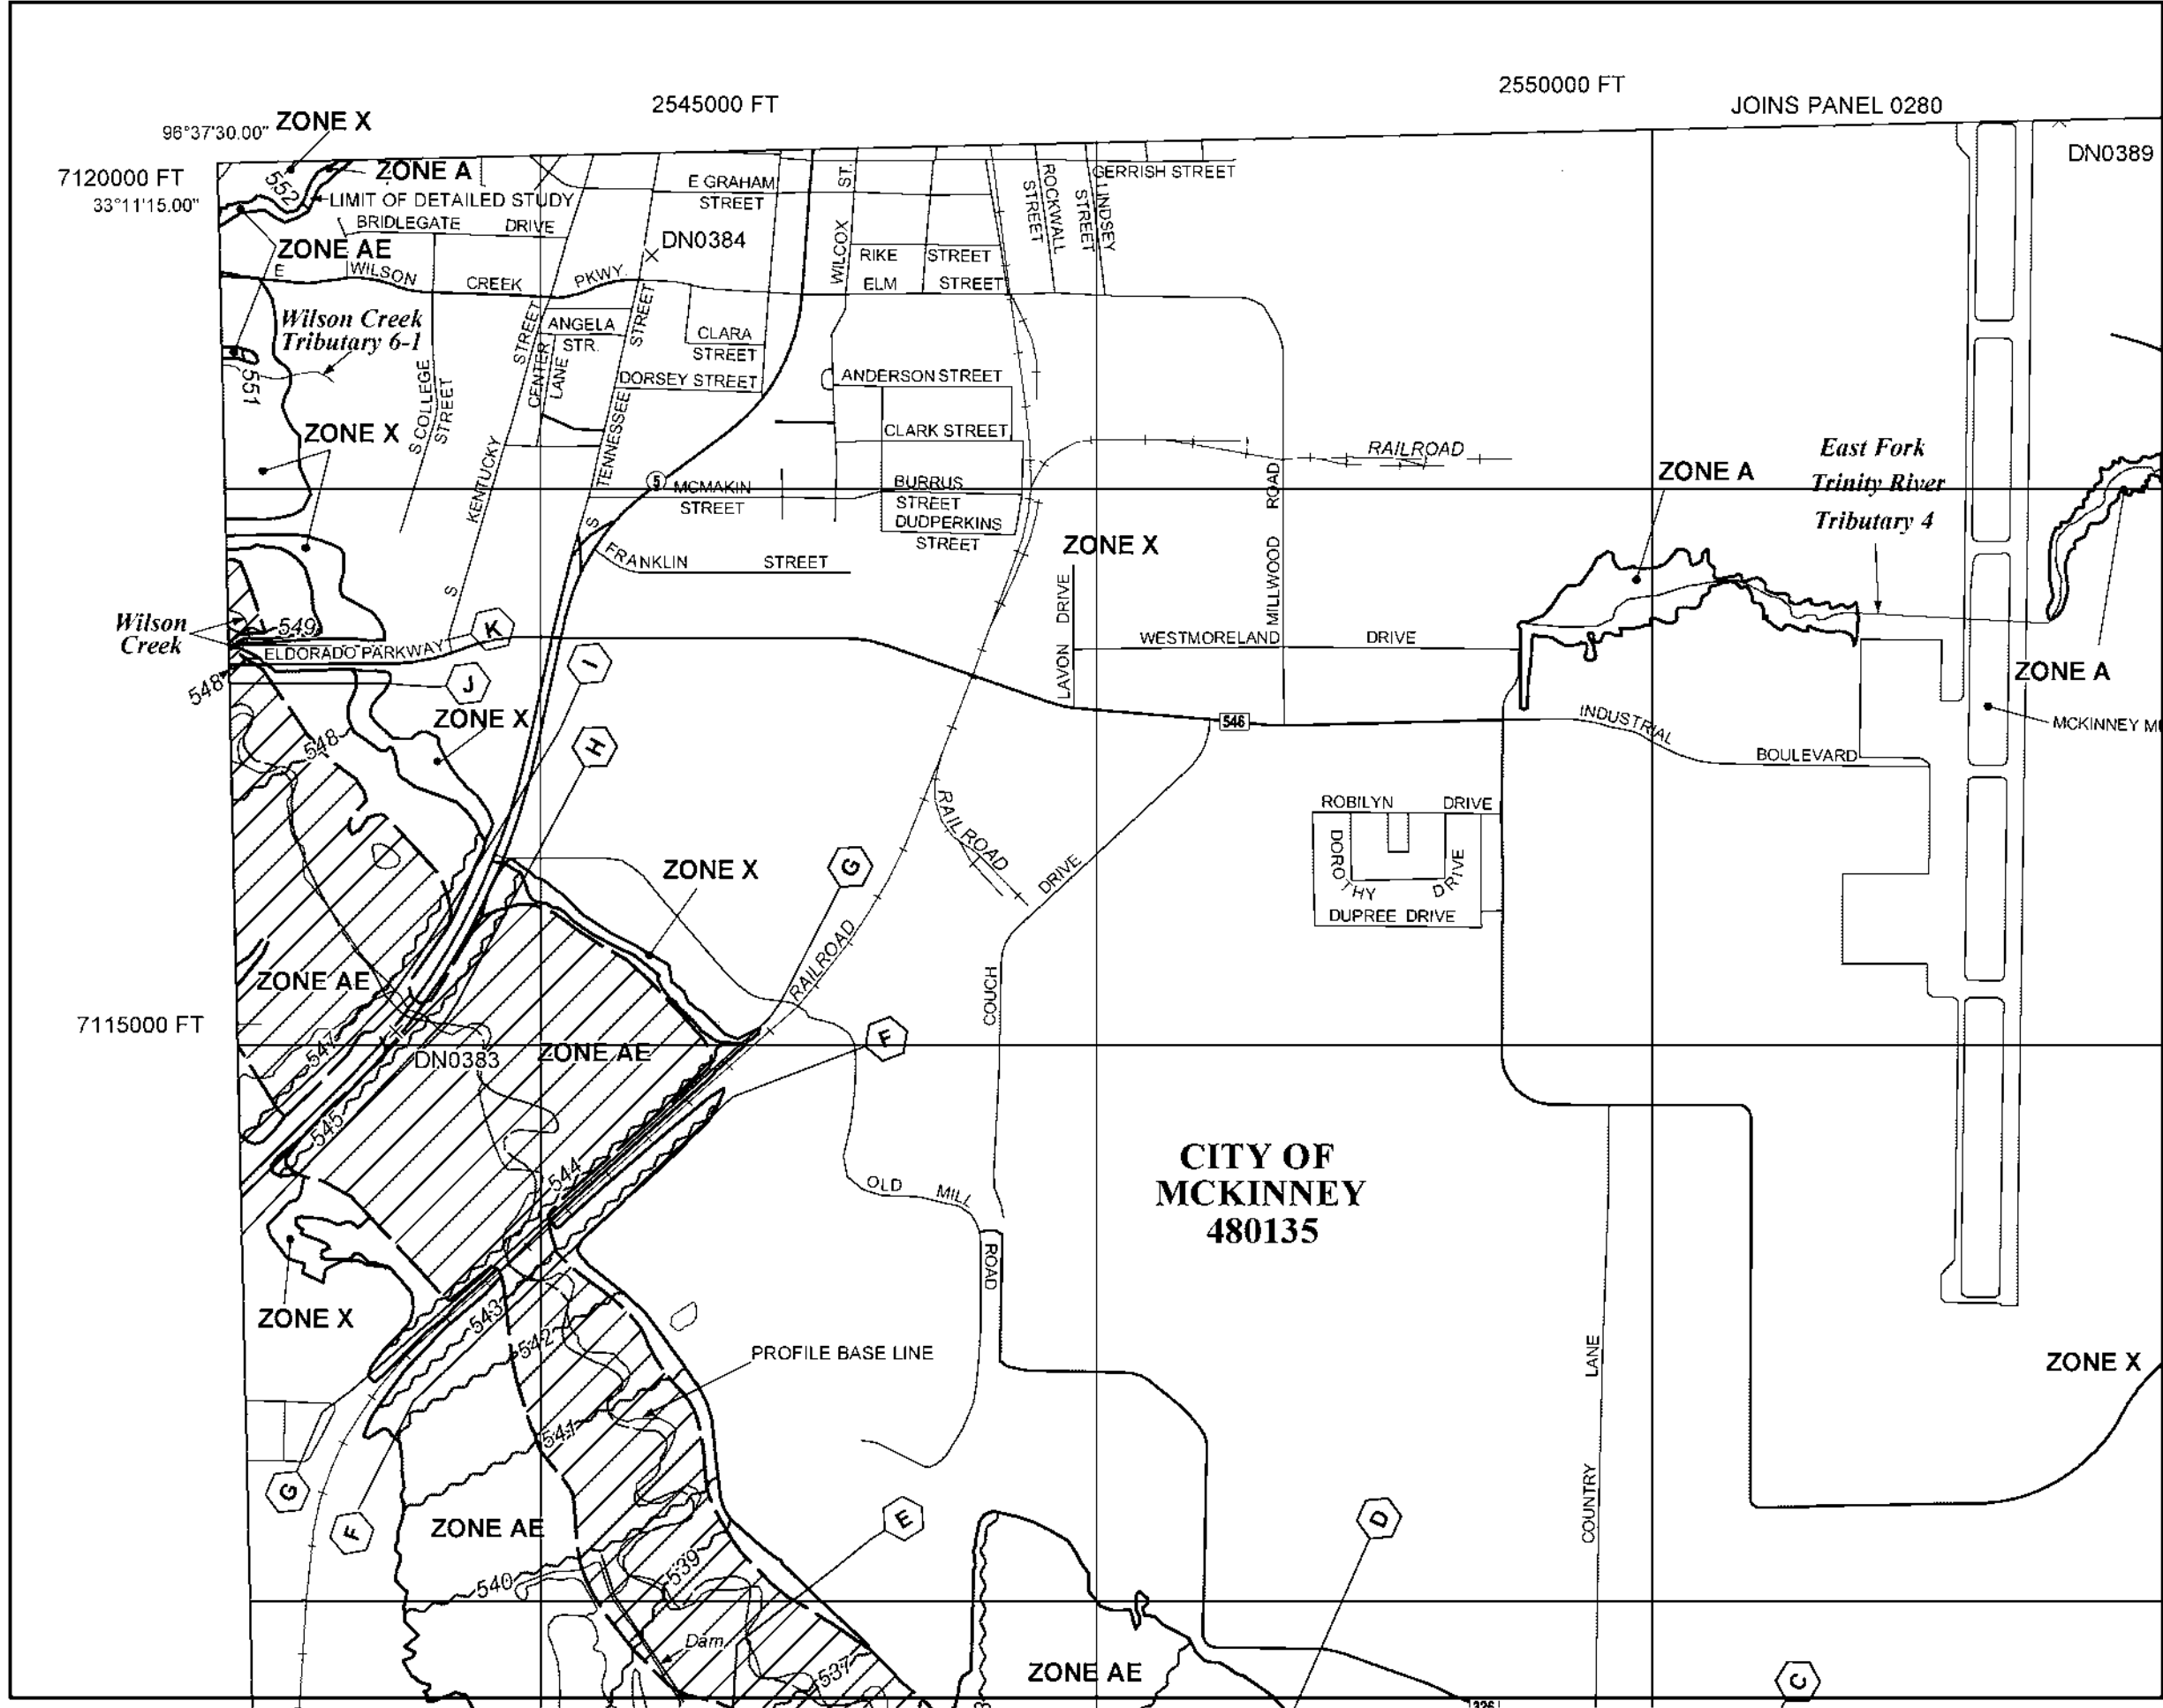 2550000 FT
2545000 FT
JOINS PANEL 0280
ZONE X
96°37'30.00"
DN0389
7120000 FT
33°11'15.00"
552
ZONE A
LIMIT OF DETAILED STUDY
E GRAHAM
STREET
ST.
WILCOX
ROCKWALL
STREET
LINDSEY
STREET
GERRISH STREET
BRIDLEGATE DRIVE
DN0384
ZONE AE
E WILSON CREEK PKWY.
RIKE STREET
ELM STREET
Wilson Creek
Tributary 6-1
551
ANGELA
STR.
CLARA
STREET
CENTER
LANE
DORSEY STREET
ANDERSON STREET
S COLLEGE
STREET
S KENTUCKY STREET
S TENNESSEE STREET
ZONE X
CLARK STREET
RAILROAD
5
MCMAKIN
STREET
BURRUS
STREET
DUDPERKINS
STREET
FRANKLIN STREET
ZONE X
MILLWOOD ROAD
ZONE A
East Fork
Trinity River
Tributary 4
Wilson
Creek
549
ELDORADO PARKWAY
K
I
J
H
548
548
ZONE X
LAVON DRIVE
WESTMORELAND DRIVE
546
INDUSTRIAL
BOULEVARD
ZONE A
MCKINNEY M
ROBILYN DRIVE
DOROTHY
DRIVE
DUPREE DRIVE
RAILROAD
COUCH DRIVE
ZONE X
G
RAILROAD
ZONE AE
7115000 FT
547
DN0383
ZONE AE
F
545
544
OLD MILL
ROAD
CITY OF
MCKINNEY
480135
ZONE X
543
542
PROFILE BASE LINE
541
COUNTRY LANE
ZONE X
G
F
ZONE AE
E
D
540
539
Dam
537
ZONE AE
C